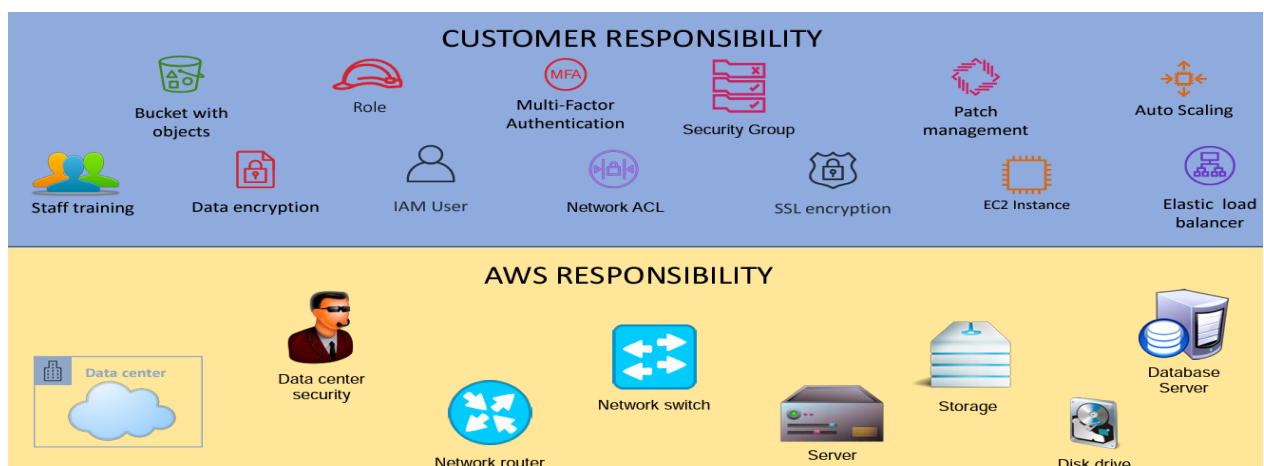 CUSTOMER RESPONSIBILITY
Bucket with
objects
Role
MFA
Multi-Factor
Authentication
Security Group
Patch
management
Auto Scaling
Staff training
Data encryption
IAM User
Network ACL
SSL encryption
EC2 Instance
Elastic load
balancer
AWS RESPONSIBILITY
Data center
Data center
security
Network router
Network switch
Server
Storage
Disk drive
Database
Server